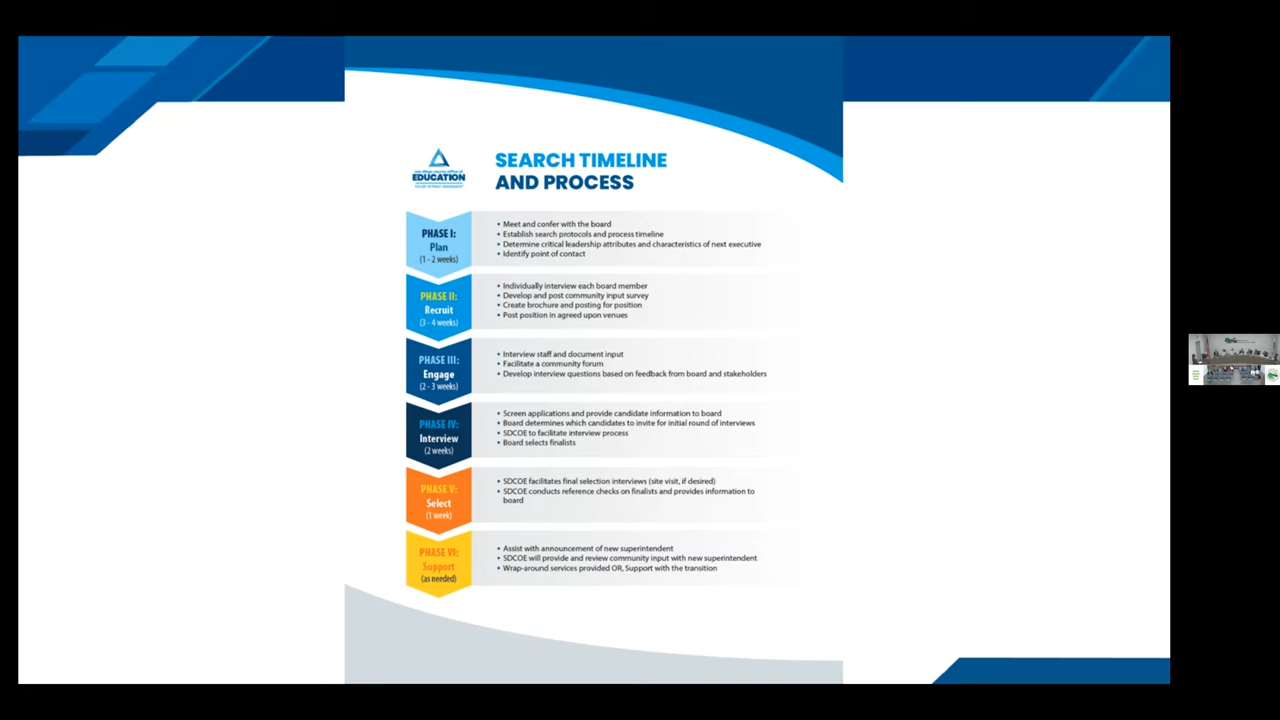 SEARCH TIMELINE
AND PROCESS
san diego county office of
EDUCATION
PHASE I:
Plan
(1 - 2 weeks)
• Meet and confer with the board
• Establish search protocols and process timeline
• Determine critical leadership attributes and characteristics of next executive
• Identify point of contact
PHASE II:
Recruit
(3 - 4 weeks)
• Individually interview each board member
• Develop and post community input survey
• Create brochure and posting for position
• Post position in agreed upon venues
PHASE III:
Engage
(2 - 3 weeks)
• Interview staff and document input
• Facilitate a community forum
• Develop interview questions based on feedback from board and stakeholders
PHASE IV:
Interview
(2 weeks)
• Screen applications and provide candidate information to board
• Board determines which candidates to invite for initial round of interviews
• SDCOE to facilitate interview process
• Board selects finalists
PHASE V:
Select
(1 week)
• SDCOE facilitates final selection interviews (site visit, if desired)
• SDCOE conducts reference checks on finalists and provides information to
board
PHASE VI:
Support
(as needed)
• Assist with announcement of new superintendent
• SDCOE will provide and review community input with new superintendent
• Wrap-around services provided OR, Support with the transition